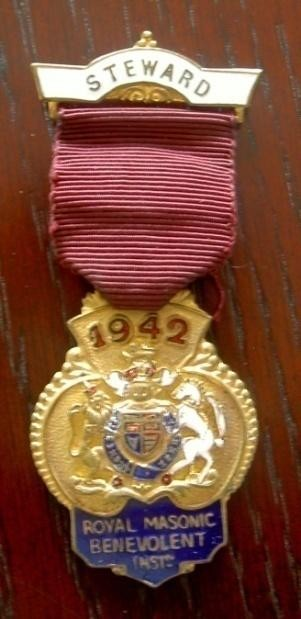 STEWARD
1942
ROYAL MASONIC
BENEVOLENT
INSTN